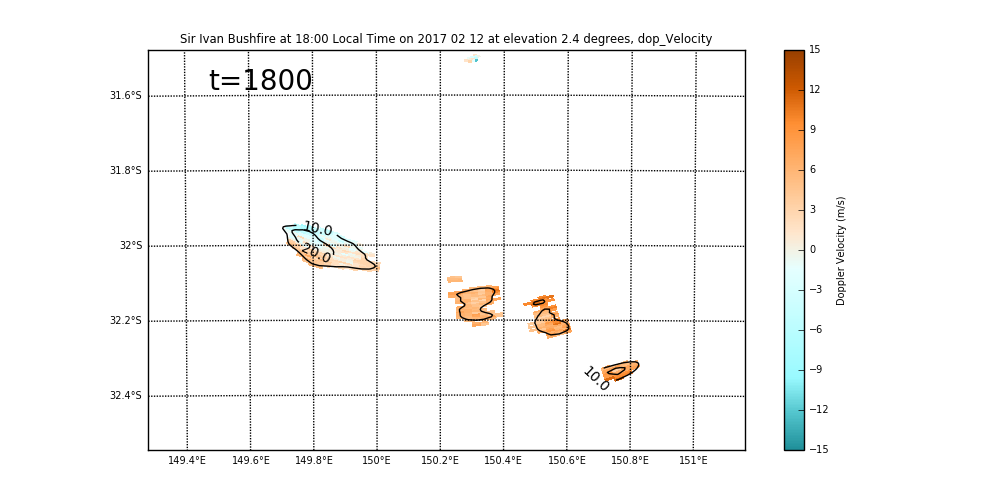 Sir Ivan Bushfire at 18:00 Local Time on 2017 02 12 at elevation 2.4 degrees, dop_Velocity
t=1800
31.6°S
31.8°S
32°S
32.2°S
32.4°S
10.0
20.0
10.0
149.4°E 149.6°E 149.8°E 150°E 150.2°E 150.4°E 150.6°E 150.8°E 151°E
15
12
9
6
3
0
−3
−6
−9
−12
−15
Doppler Velocity (m/s)